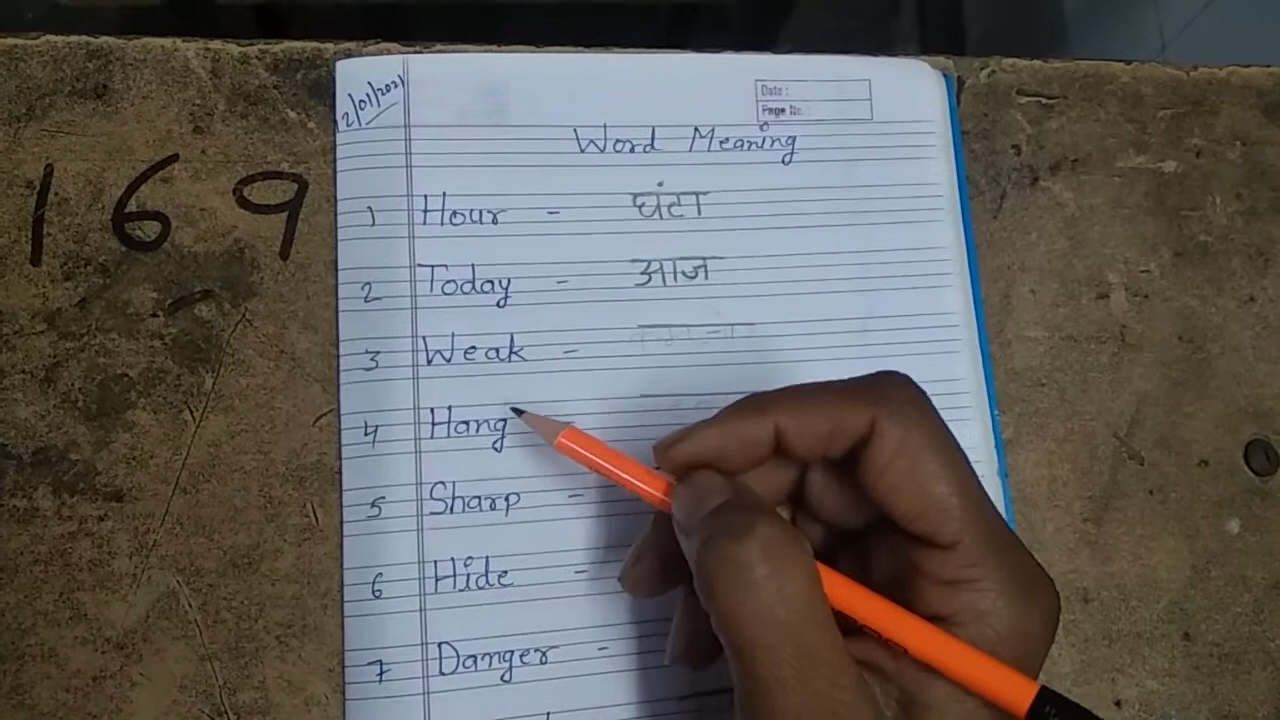 169
2/01/2021
Date :
Page No.
Word Meaning
1 Hour - घंटा
2 Today - आज
3 Weak -
4 Hang
5 Sharp -
6 Hide -
7 Danger -